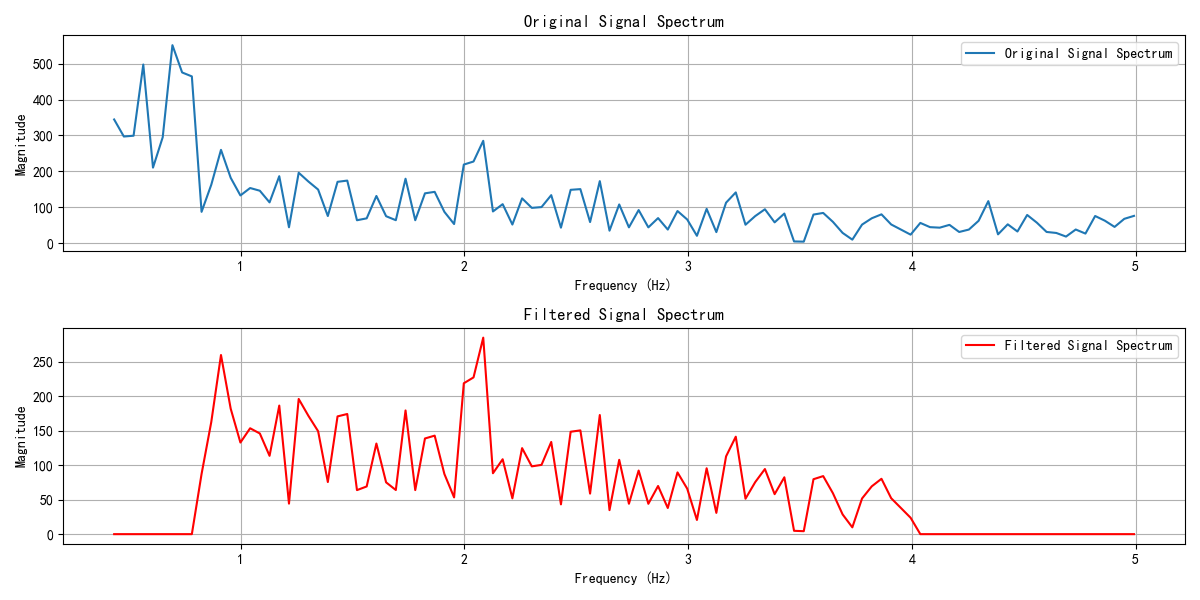 Original Signal Spectrum
Original Signal Spectrum
Magnitude
500
400
300
200
100
0
1
2
3
4
5
Frequency (Hz)
Filtered Signal Spectrum
Filtered Signal Spectrum
Magnitude
250
200
150
100
50
0
1
2
3
4
5
Frequency (Hz)